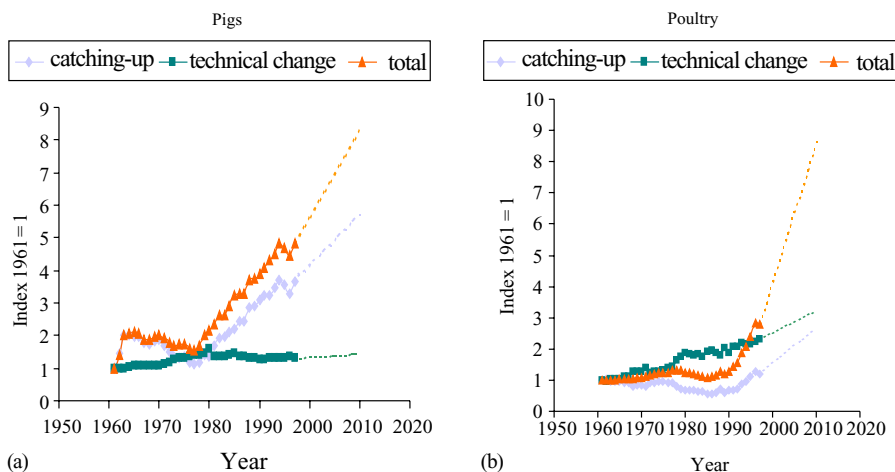 Pigs
catching-up technical change total
Index 1961 = 1
9
8
7
6
5
4
3
2
1
0
1950 1960 1970 1980 1990 2000 2010 2020
(a)
Year
Poultry
catching-up technical change total
Index 1961 = 1
10
9
8
7
6
5
4
3
2
1
0
1950 1960 1970 1980 1990 2000 2010 2020
(b)
Year